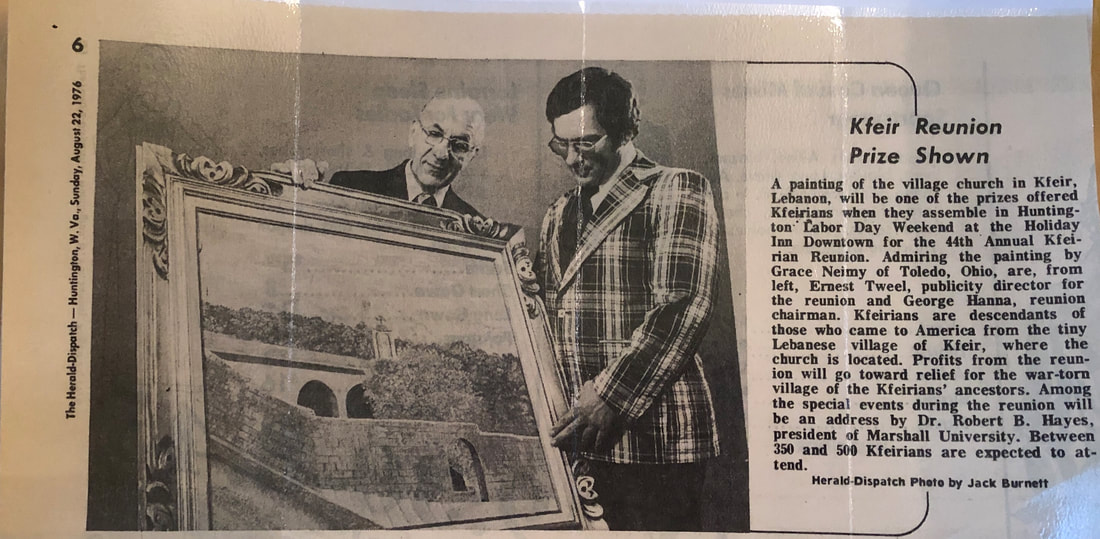 6
The Herald-Dispatch — Huntington, W. Va., Sunday, August 22, 1976
Kfeir Reunion
Prize Shown
A painting of the village church in Kfeir,
Lebanon, will be one of the prizes offered
Kfeirians when they assemble in Hunting-
ton Labor Day Weekend at the Holiday
Inn Downtown for the 44th Annual Kfei-
rian Reunion. Admiring the painting by
Grace Neimy of Toledo, Ohio, are, from
left, Ernest Tweel, publicity director for
the reunion and George Hanna, reunion
chairman. Kfeirians are descendants of
those who came to America from the tiny
Lebanese village of Kfeir, where the
church is located. Profits from the reun-
ion will go toward relief for the war-torn
village of the Kfeirians' ancestors. Among
the special events during the reunion will
be an address by Dr. Robert B. Hayes,
president of Marshall University. Between
350 and 500 Kfeirians are expected to at-
tend.
Herald-Dispatch Photo by Jack Burnett